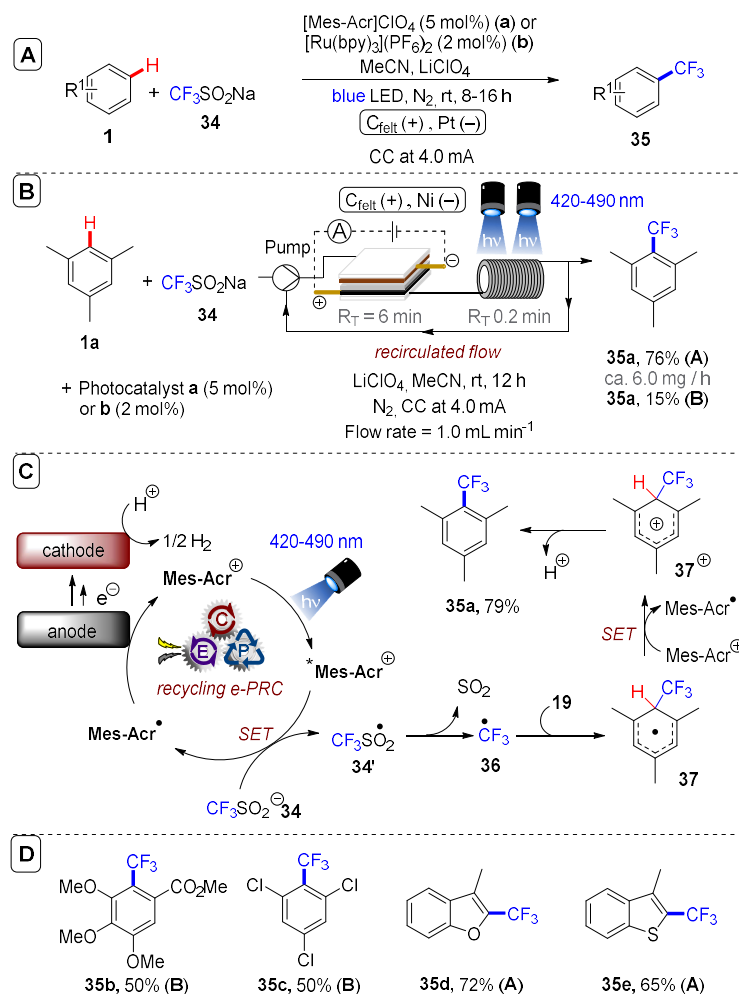 A
[Mes-Acr]ClO4 (5 mol%) (a) or
[Ru(bpy)3](PF6)2 (2 mol%) (b)
MeCN, LiClO4
blue LED, N2, rt, 8-16 h
Cfelt (+) , Pt (−)
CC at 4.0 mA
R1
H
1
+
CF3SO2Na
34
R1
CF3
35
B
H
1a
+ CF3SO2Na
34
+ Photocatalyst a (5 mol%)
or b (2 mol%)
Cfelt (+) , Ni (−)
420-490 nm
A
Pump
hν
hν
⊖
⊕
RT = 6 min
RT 0.2 min
recirculated flow
LiClO4, MeCN, rt, 12 h
N2, CC at 4.0 mA
Flow rate = 1.0 mL min−1
CF3
35a, 76% (A)
ca. 6.0 mg / h
35a, 15% (B)
C
H⊕
cathode
1/2 H2
e⊖
anode
Mes-Acr⊕
420-490 nm
hν
C
E
P
recycling e-PRC
*Mes-Acr⊕
Mes-Acr•
SET
CF3SO2⊖ 34
CF3SO2•
34'
SO2
•CF3
36
19
H
CF3
•
37
SET
Mes-Acr•
Mes-Acr⊕
H
CF3
⊕
37⊕
H⊕
CF3
35a, 79%
D
CF3
MeO
CO2Me
MeO
OMe
35b, 50% (B)
CF3
Cl
Cl
Cl
35c, 50% (B)
CF3
O
35d, 72% (A)
CF3
S
35e, 65% (A)